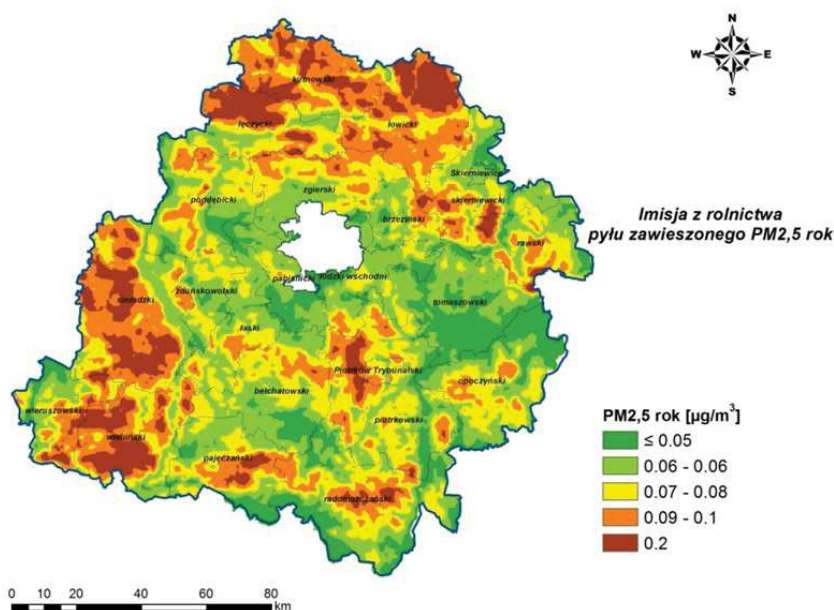 N
W E
S
kutnowski
łęczycki
łowicki
Skierniewice
zgierski
poddębicki
brzeziński
skierniewicki
rawski
Imisja z rolnictwa
pyłu zawieszonego PM2,5 rok
pabianicki
łódzki wschodni
sieradzki
zduńskowolski
tomaszowski
łaski
Piotrków Trybunalski
opoczyński
bełchatowski
wieruszowski
piotrkowski
wieluński
pajęczański
radomszczański
PM2,5 rok [µg/m³]
≤ 0.05
0.06 - 0.06
0.07 - 0.08
0.09 - 0.1
0.2
0 10 20 40 60 80
km